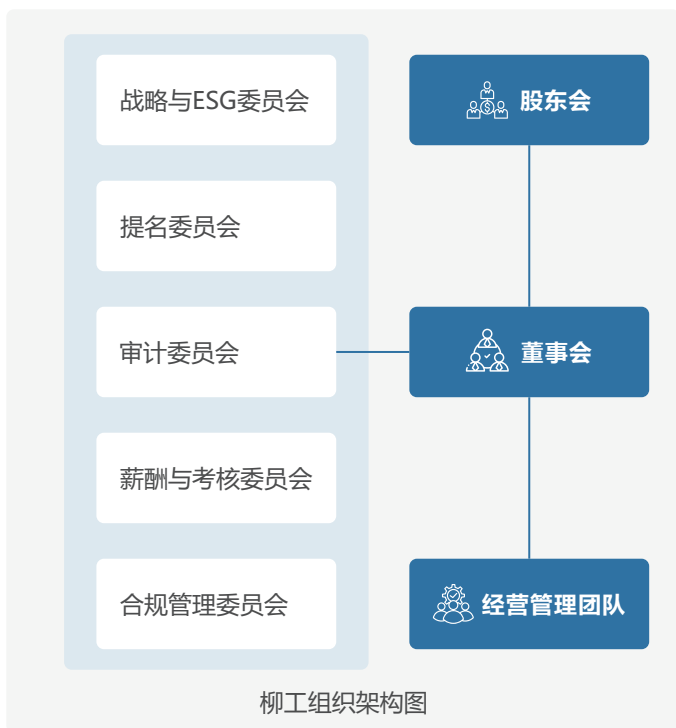 战略与ESG委员会
股东会
提名委员会
审计委员会
董事会
薪酬与考核委员会
合规管理委员会
经营管理团队
柳工组织架构图